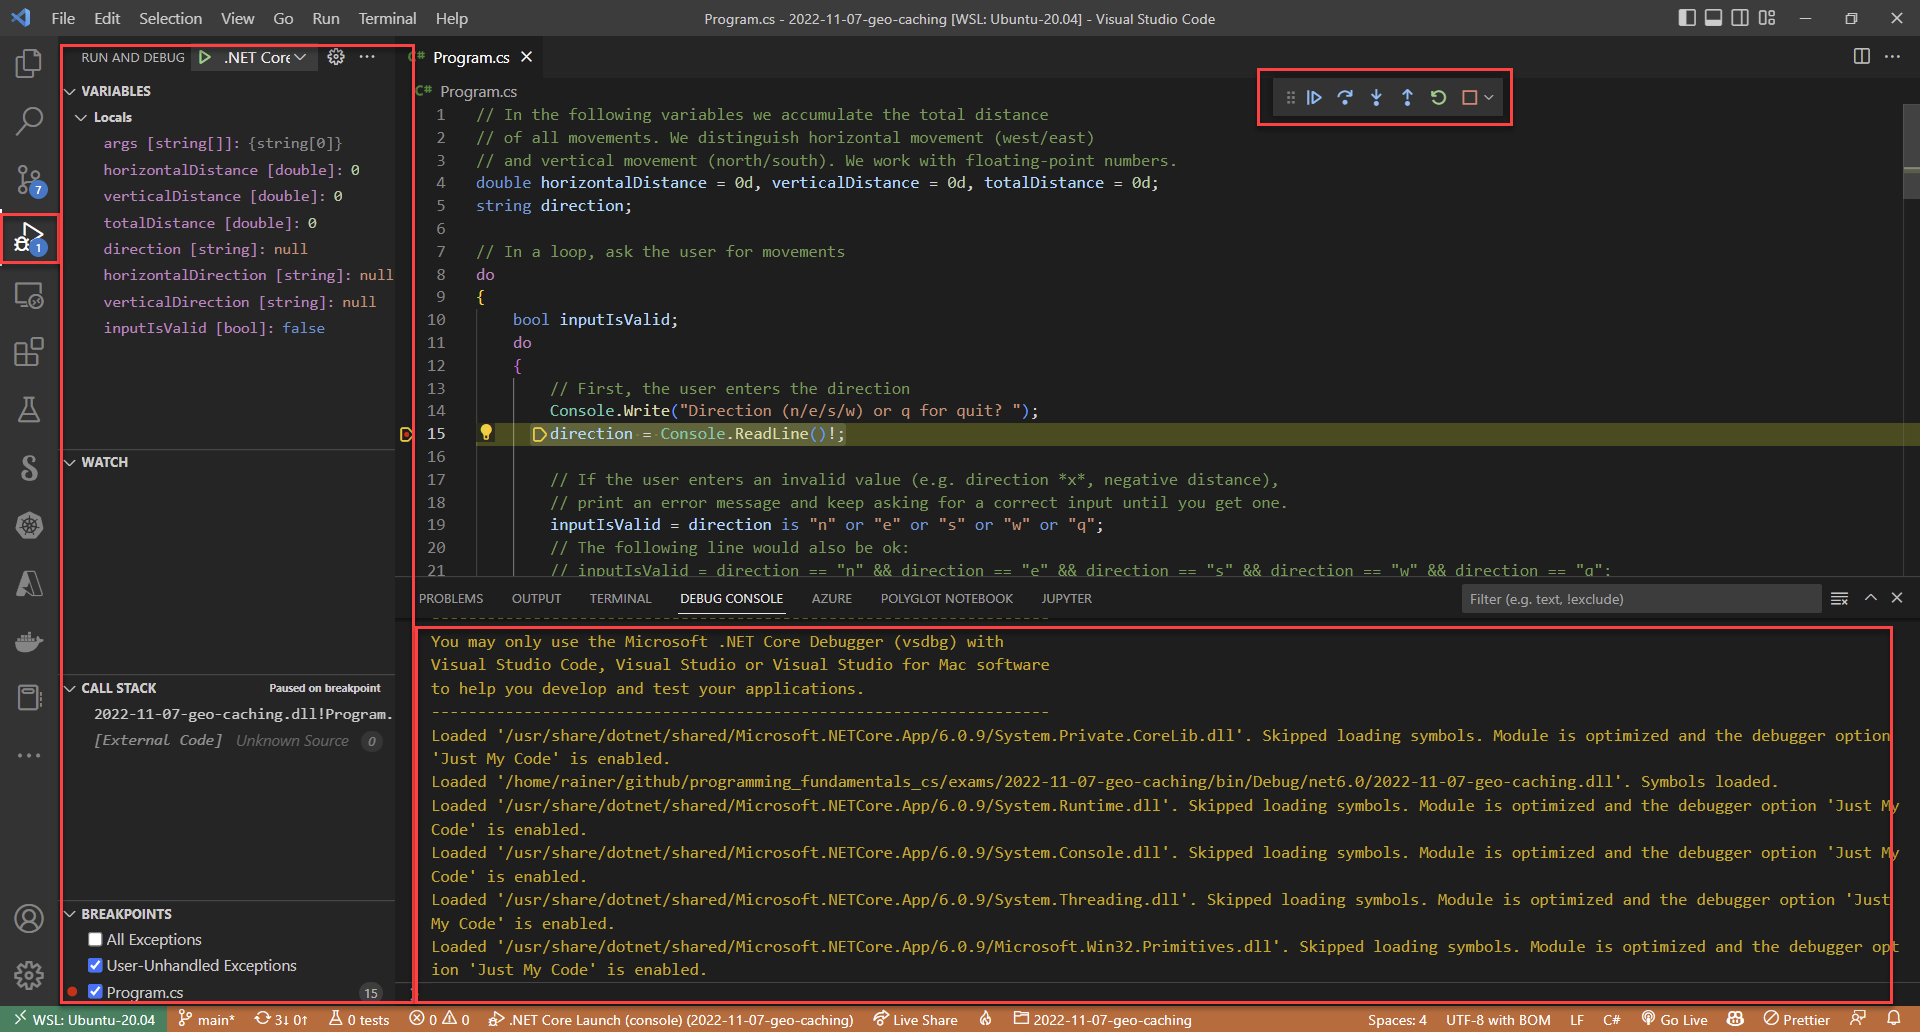 File Edit Selection View Go Run Terminal Help
Program.cs - 2022-11-07-geo-caching [WSL: Ubuntu-20.04] - Visual Studio Code
RUN AND DEBUG
.NET Core
VARIABLES
Locals
args [string[]]: {string[0]}
horizontalDistance [double]: 0
verticalDistance [double]: 0
totalDistance [double]: 0
direction [string]: null
horizontalDirection [string]: null
verticalDirection [string]: null
inputIsValid [bool]: false
7
1
WATCH
CALL STACK
Paused on breakpoint
2022-11-07-geo-caching.dll!Program.
[External Code] Unknown Source 0
BREAKPOINTS
All Exceptions
User-Unhandled Exceptions
Program.cs 15
C# Program.cs
C# Program.cs
1 // In the following variables we accumulate the total distance
2 // of all movements. We distinguish horizontal movement (west/east)
3 // and vertical movement (north/south). We work with floating-point numbers.
4 double horizontalDistance = 0d, verticalDistance = 0d, totalDistance = 0d;
5 string direction;
6
7 // In a loop, ask the user for movements
8 do
9 {
10 bool inputIsValid;
11 do
12 {
13 // First, the user enters the direction
14 Console.Write("Direction (n/e/s/w) or q for quit? ");
15 direction = Console.ReadLine()!;
16
17 // If the user enters an invalid value (e.g. direction *x*, negative distance),
18 // print an error message and keep asking for a correct input until you get one.
19 inputIsValid = direction is "n" or "e" or "s" or "w" or "q";
20 // The following line would also be ok:
21 // inputIsValid = direction == "n" && direction == "e" && direction == "s" && direction == "w" && direction == "q";
PROBLEMS OUTPUT TERMINAL DEBUG CONSOLE AZURE POLYGLOT NOTEBOOK JUPYTER
Filter (e.g. text, !exclude)
-------------------------------------------------------------------
You may only use the Microsoft .NET Core Debugger (vsdbg) with
Visual Studio Code, Visual Studio or Visual Studio for Mac software
to help you develop and test your applications.
-------------------------------------------------------------------
Loaded '/usr/share/dotnet/shared/Microsoft.NETCore.App/6.0.9/System.Private.CoreLib.dll'. Skipped loading symbols. Module is optimized and the debugger option
'Just My Code' is enabled.
Loaded '/home/rainer/github/programming_fundamentals_cs/exams/2022-11-07-geo-caching/bin/Debug/net6.0/2022-11-07-geo-caching.dll'. Symbols loaded.
Loaded '/usr/share/dotnet/shared/Microsoft.NETCore.App/6.0.9/System.Runtime.dll'. Skipped loading symbols. Module is optimized and the debugger option 'Just My
Code' is enabled.
Loaded '/usr/share/dotnet/shared/Microsoft.NETCore.App/6.0.9/System.Console.dll'. Skipped loading symbols. Module is optimized and the debugger option 'Just My
Code' is enabled.
Loaded '/usr/share/dotnet/shared/Microsoft.NETCore.App/6.0.9/System.Threading.dll'. Skipped loading symbols. Module is optimized and the debugger option 'Just
My Code' is enabled.
Loaded '/usr/share/dotnet/shared/Microsoft.NETCore.App/6.0.9/Microsoft.Win32.Primitives.dll'. Skipped loading symbols. Module is optimized and the debugger opt
ion 'Just My Code' is enabled.
WSL: Ubuntu-20.04 main* 3↓ 0↑ 0 tests 0 0 .NET Core Launch (console) (2022-11-07-geo-caching) Live Share 2022-11-07-geo-caching Spaces: 4 UTF-8 with BOM LF C# Go Live Prettier